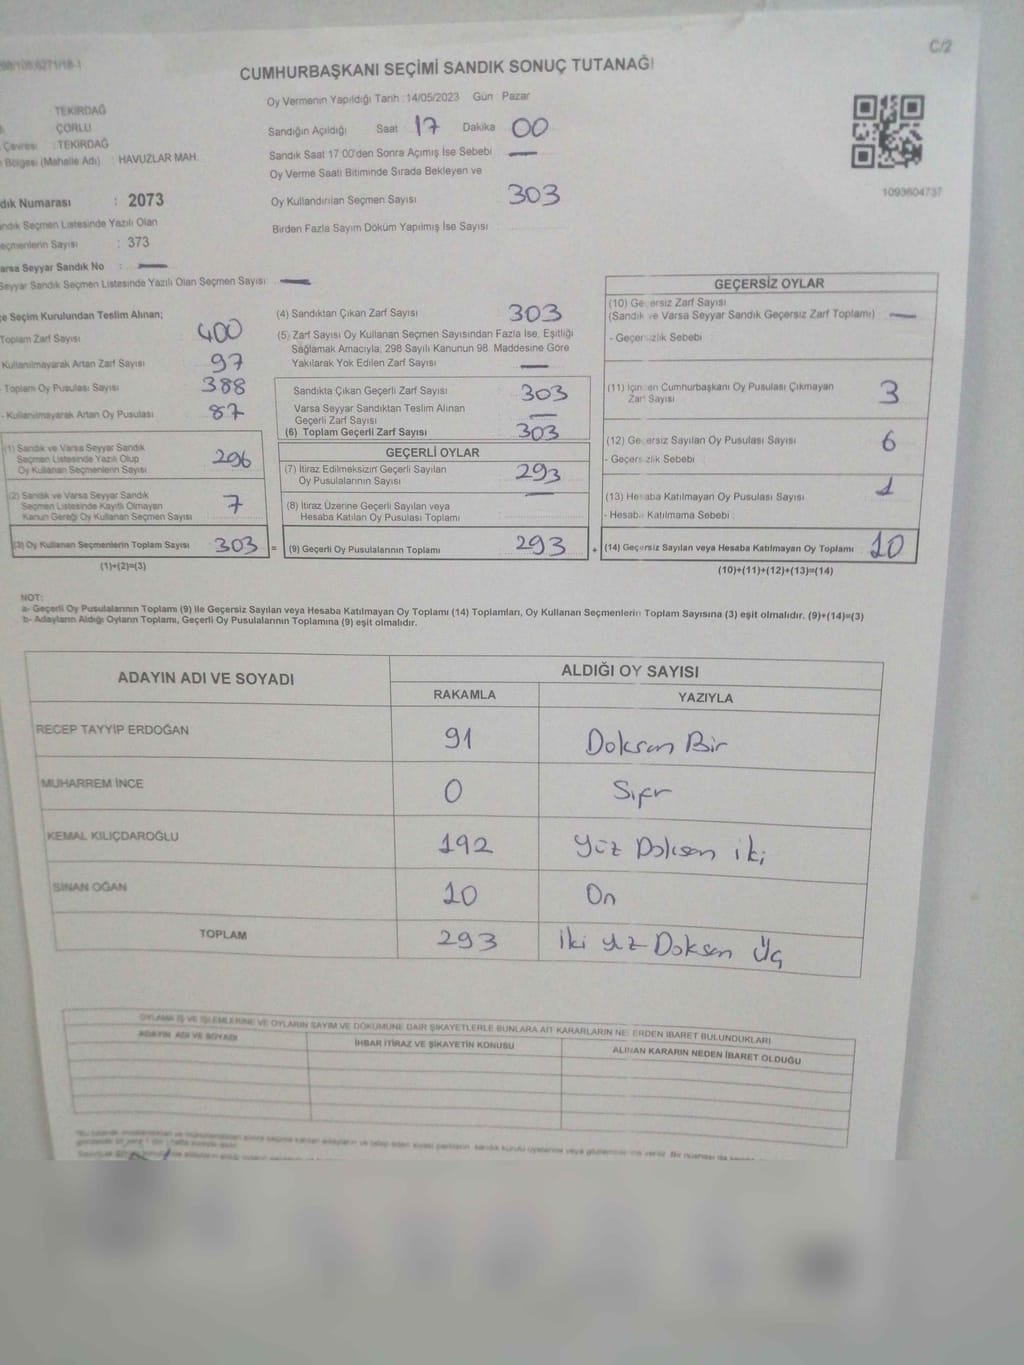 C/2
CUMHURBAŞKANI SEÇİMİ SANDIK SONUÇ TUTANAĞI
TEKİRDAĞ
ÇORLU
Çevresi : TEKİRDAĞ
Bölgesi (Mahalle Adı) : HAVUZLAR MAH.
Numarası : 2073
Seçmen Listesinde Yazılı Olan
Sayısı : 373
Varsa Seyyar Sandık No : —
Seyyar Sandık Seçmen Listesinde Yazılı Olan Seçmen Sayısı : —
Oy Vermenin Yapıldığı Tarih :14/05/2023 Gün : Pazar
Sandığın Açıldığı Saat 17 Dakika 00
Sandık Saat 17:00'den Sonra Açılmış İse Sebebi —
Oy Verme Saati Bitiminde Sırada Bekleyen ve
Oy Kullandırılan Seçmen Sayısı 303
Birden Fazla Sayım Döküm Yapılmış İse Sayısı
1093604737
Seçim Kurulundan Teslim Alınan;
Toplam Zarf Sayısı 400
Kullanılmayarak Artan Zarf Sayısı 97
Toplam Oy Pusulası Sayısı 388
- Kullanılmayarak Artan Oy Pusulası 87
(1) Sandık ve Varsa Seyyar Sandık
Seçmen Listesinde Yazılı Olup
Oy Kullanan Seçmenlerin Sayısı 296
(2) Sandık ve Varsa Seyyar Sandık
Seçmen Listesinde Kayıtlı Olmayan
Kanun Gereği Oy Kullanan Seçmen Sayısı 7
(3) Oy Kullanan Seçmenlerin Toplam Sayısı 303 =
(1)+(2)=(3)
(4) Sandıktan Çıkan Zarf Sayısı 303
(5) Zarf Sayısı Oy Kullanan Seçmen Sayısından Fazla İse, Eşitliği
Sağlamak Amacıyla, 298 Sayılı Kanunun 98. Maddesine Göre
Yakılarak Yok Edilen Zarf Sayısı —
Sandıkta Çıkan Geçerli Zarf Sayısı 303
Varsa Seyyar Sandıktan Teslim Alınan
Geçerli Zarf Sayısı —
(6) Toplam Geçerli Zarf Sayısı 303
GEÇERLİ OYLAR
(7) İtiraz Edilmeksizin Geçerli Sayılan
Oy Pusulalarının Sayısı 293
(8) İtiraz Üzerine Geçerli Sayılan veya
Hesaba Katılan Oy Pusulası Toplamı —
(9) Geçerli Oy Pusulalarının Toplamı 293 +
GEÇERSİZ OYLAR
(10) Geçersiz Zarf Sayısı
(Sandık ve Varsa Seyyar Sandık Geçersiz Zarf Toplamı) —
- Geçersizlik Sebebi :
(11) İçinden Cumhurbaşkanı Oy Pusulası Çıkmayan
Zarf Sayısı 3
(12) Geçersiz Sayılan Oy Pusulası Sayısı 6
- Geçersizlik Sebebi :
(13) Hesaba Katılmayan Oy Pusulası Sayısı 1
- Hesaba Katılmama Sebebi :
(14) Geçersiz Sayılan veya Hesaba Katılmayan Oy Toplamı 10
(10)+(11)+(12)+(13)=(14)
NOT:
a- Geçerli Oy Pusulalarının Toplamı (9) ile Geçersiz Sayılan veya Hesaba Katılmayan Oy Toplamı (14) Toplamları, Oy Kullanan Seçmenlerin Toplam Sayısına (3) eşit olmalıdır. (9)+(14)=(3)
b- Adayların Aldığı Oyların Toplamı, Geçerli Oy Pusulalarının Toplamına (9) eşit olmalıdır.
ADAYIN ADI VE SOYADI ALDIĞI OY SAYISI
RAKAMLA YAZIYLA
RECEP TAYYİP ERDOĞAN 91 Doksan Bir
MUHARREM İNCE 0 Sıfır
KEMAL KILIÇDAROĞLU 192 Yüz Doksan iki
SİNAN OĞAN 10 On
TOPLAM 293 İki yüz Doksan Üç
OYLAMA İŞ VE İŞLEMLERİNE VE OYLARIN SAYIM VE DÖKÜMÜNE DAİR ŞİKAYETLERLE BUNLARA AİT KARARLARIN NELERDEN İBARET BULUNDUKLARI
ADAYIN ADI VE SOYADI İHBAR İTİRAZ VE ŞİKAYETİN KONUSU ALINAN KARARIN NEDEN İBARET OLDUĞU